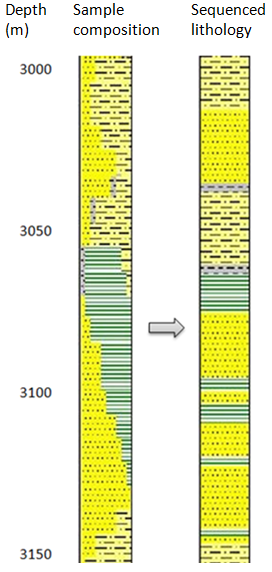 Depth (m)
Sample composition
Sequenced lithology
3000
3050
3100
3150